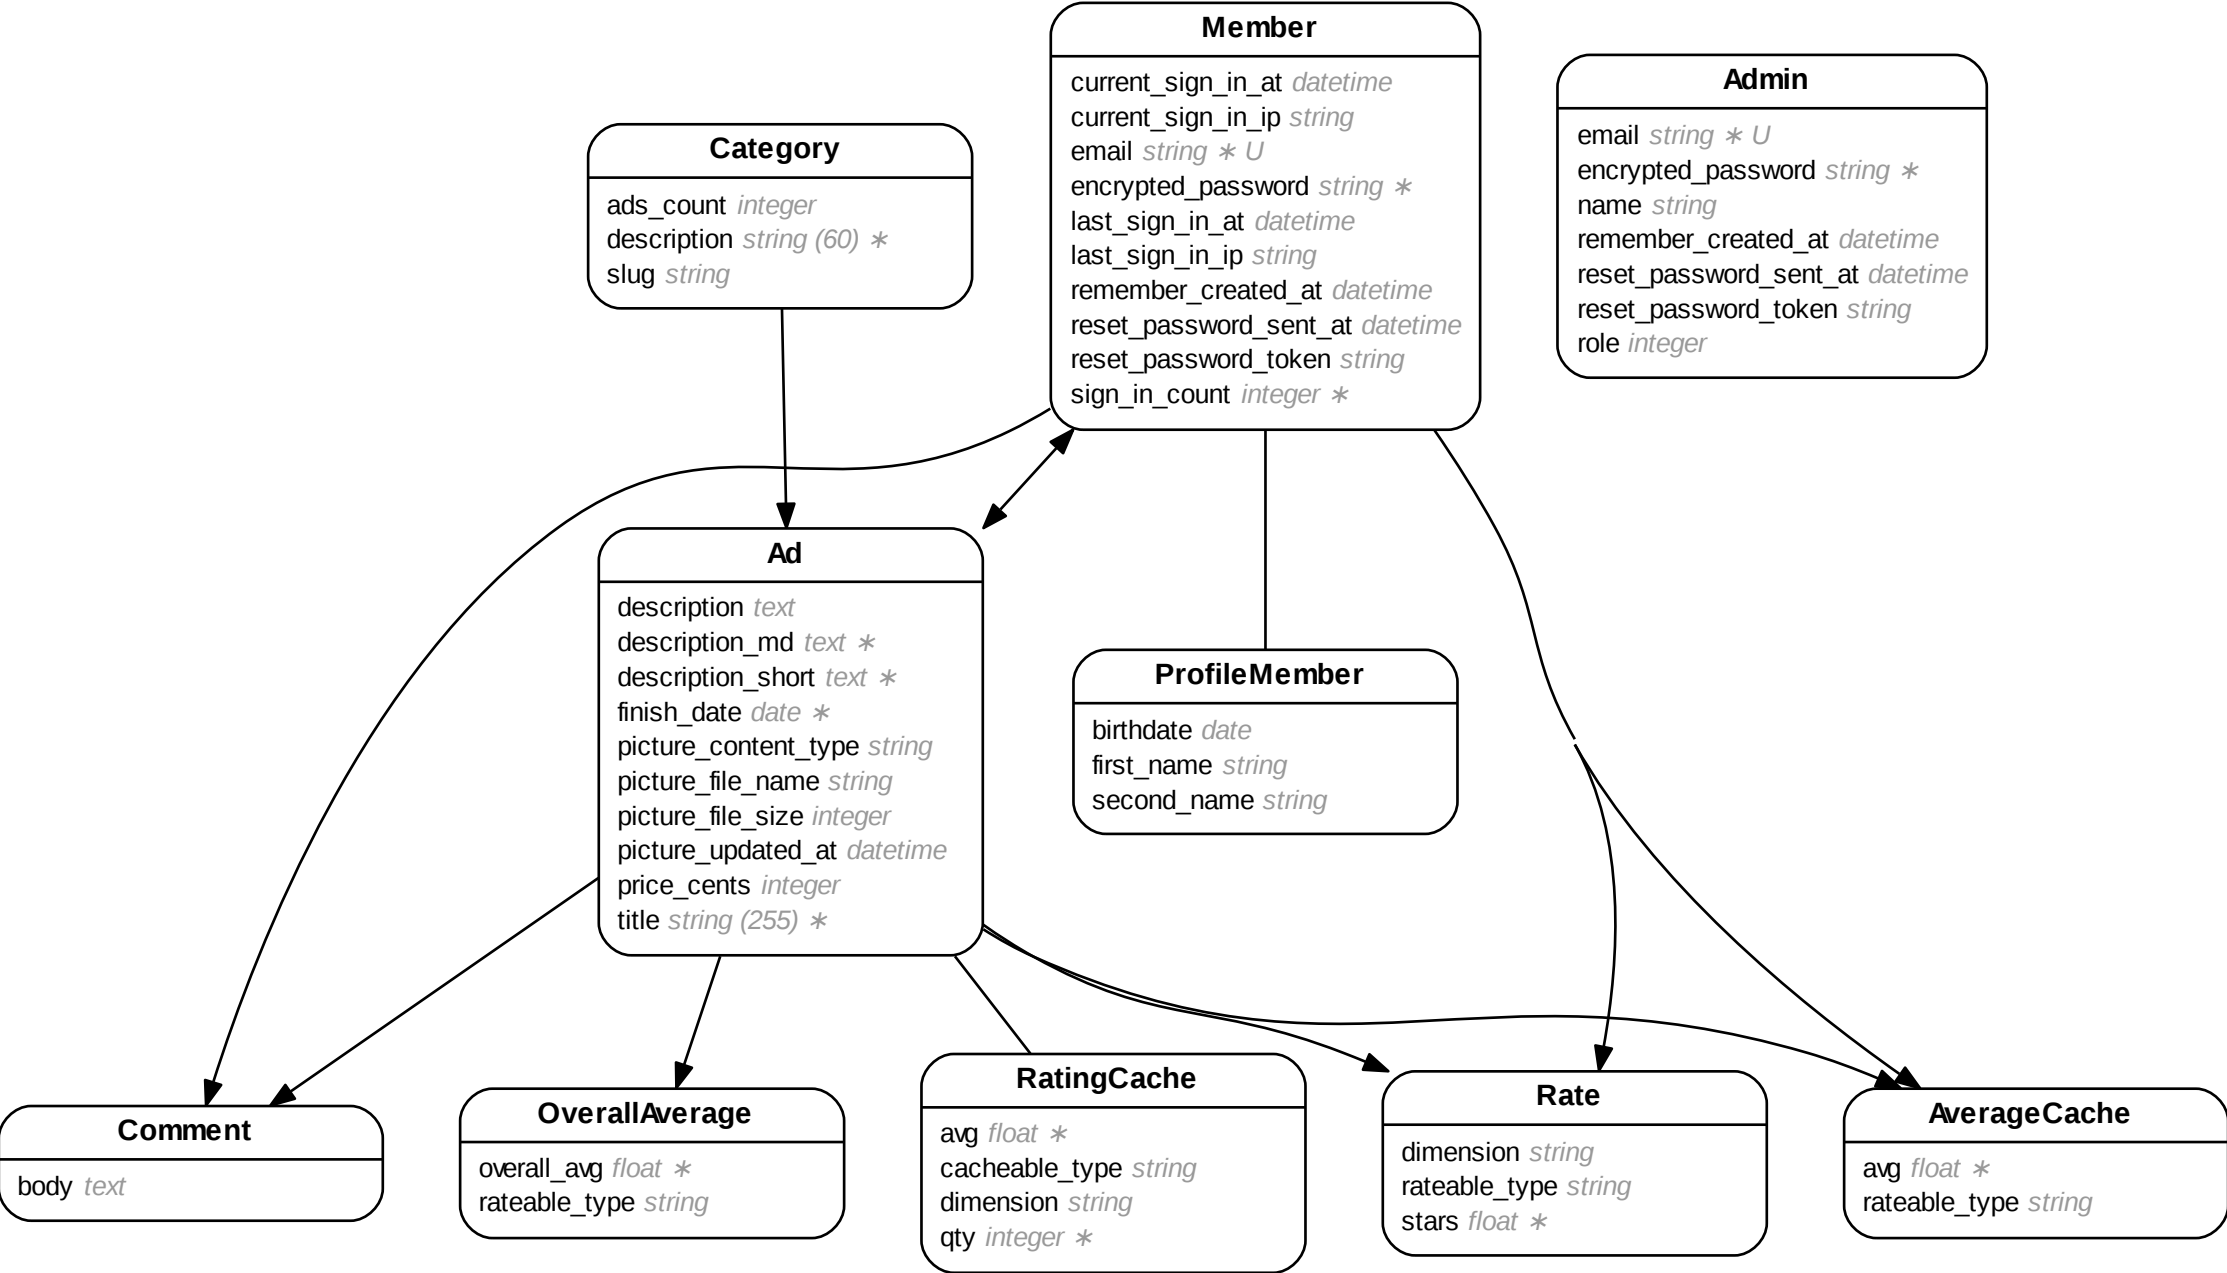 Member
current_sign_in_at datetime
current_sign_in_ip string
email string ∗ U
encrypted_password string ∗
last_sign_in_at datetime
last_sign_in_ip string
remember_created_at datetime
reset_password_sent_at datetime
reset_password_token string
sign_in_count integer ∗
Admin
email string ∗ U
encrypted_password string ∗
name string
remember_created_at datetime
reset_password_sent_at datetime
reset_password_token string
role integer
Category
ads_count integer
description string (60) ∗
slug string
Ad
description text
description_md text ∗
description_short text ∗
finish_date date ∗
picture_content_type string
picture_file_name string
picture_file_size integer
picture_updated_at datetime
price_cents integer
title string (255) ∗
ProfileMember
birthdate date
first_name string
second_name string
Comment
body text
OverallAverage
overall_avg float ∗
rateable_type string
RatingCache
avg float ∗
cacheable_type string
dimension string
qty integer ∗
Rate
dimension string
rateable_type string
stars float ∗
AverageCache
avg float ∗
rateable_type string